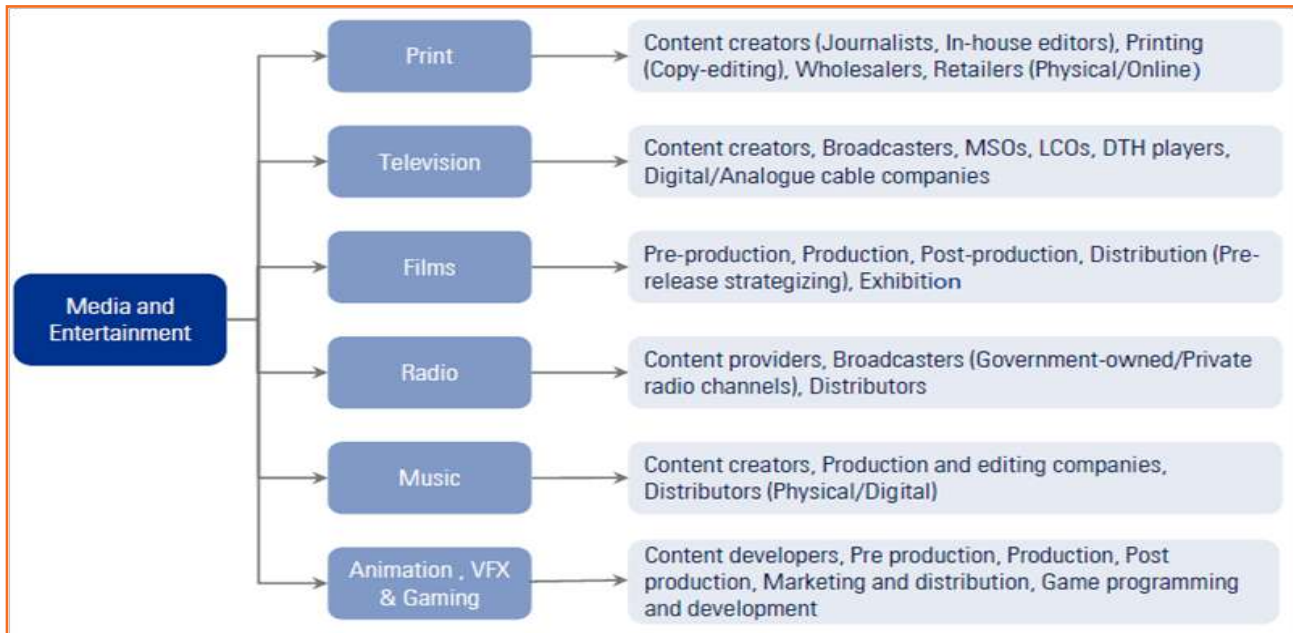 Print
Content creators (Journalists, In-house editors), Printing
(Copy-editing), Wholesalers, Retailers (Physical/Online)
Television
Content creators, Broadcasters, MSOs, LCOs, DTH players,
Digital/Analogue cable companies
Films
Pre-production, Production, Post-production, Distribution (Pre-
release strategizing), Exhibition
Media and
Entertainment
Radio
Content providers, Broadcasters (Government-owned/Private
radio channels), Distributors
Music
Content creators, Production and editing companies,
Distributors (Physical/Digital)
Animation , VFX
& Gaming
Content developers, Pre production, Production, Post
production, Marketing and distribution, Game programming
and development